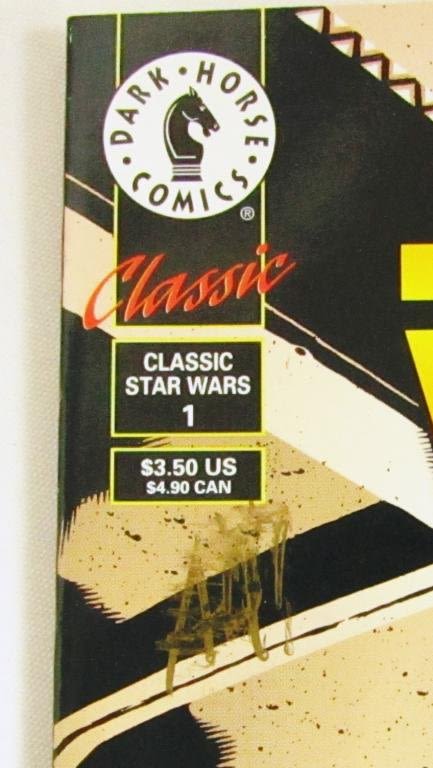 DARK • HORSE • COMICS •
®
Classic
CLASSIC
STAR WARS
1
$3.50 US
$4.90 CAN